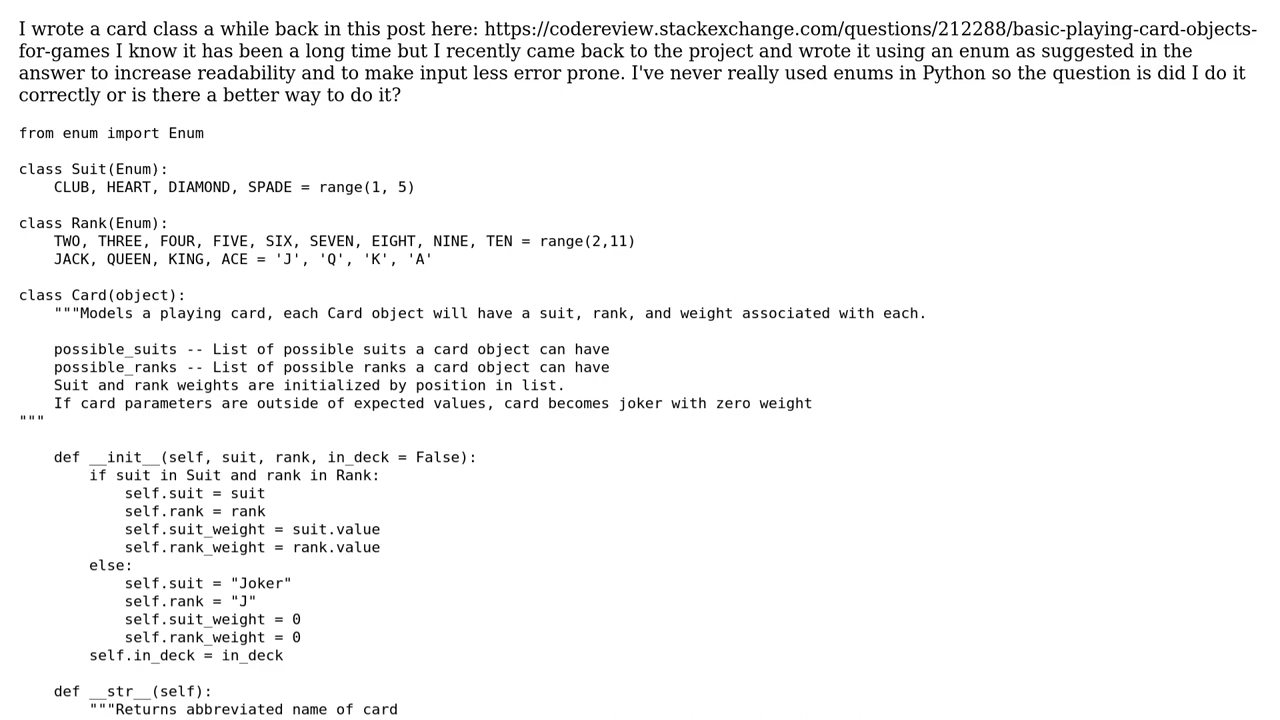 I wrote a card class a while back in this post here: https://codereview.stackexchange.com/questions/212288/basic-playing-card-objects-
for-games I know it has been a long time but I recently came back to the project and wrote it using an enum as suggested in the
answer to increase readability and to make input less error prone. I've never really used enums in Python so the question is did I do it
correctly or is there a better way to do it?
from enum import Enum
class Suit(Enum):
    CLUB, HEART, DIAMOND, SPADE = range(1, 5)
class Rank(Enum):
    TWO, THREE, FOUR, FIVE, SIX, SEVEN, EIGHT, NINE, TEN = range(2,11)
    JACK, QUEEN, KING, ACE = 'J', 'Q', 'K', 'A'
class Card(object):
    """Models a playing card, each Card object will have a suit, rank, and weight associated with each.
    possible_suits -- List of possible suits a card object can have
    possible_ranks -- List of possible ranks a card object can have
    Suit and rank weights are initialized by position in list.
    If card parameters are outside of expected values, card becomes joker with zero weight
"""
    def __init__(self, suit, rank, in_deck = False):
        if suit in Suit and rank in Rank:
            self.suit = suit
            self.rank = rank
            self.suit_weight = suit.value
            self.rank_weight = rank.value
        else:
            self.suit = "Joker"
            self.rank = "J"
            self.suit_weight = 0
            self.rank_weight = 0
        self.in_deck = in_deck
    def __str__(self):
        """Returns abbreviated name of card